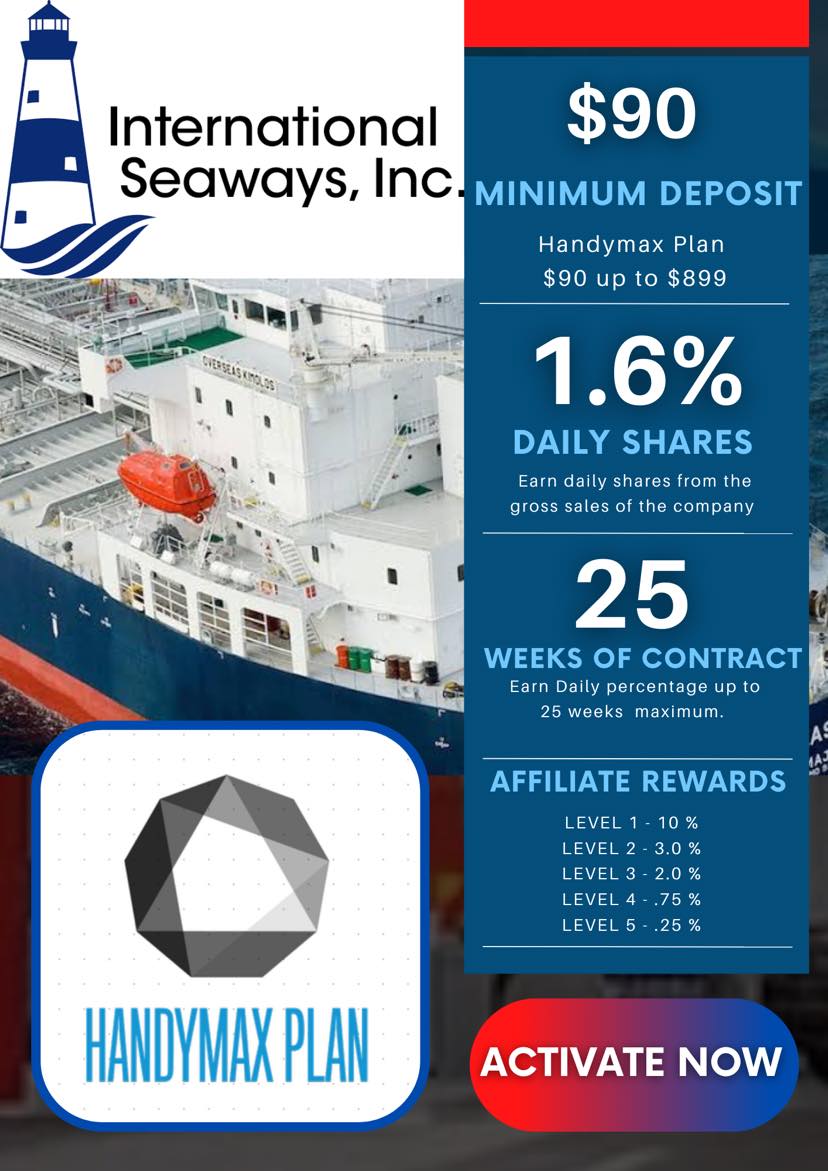 International
Seaways, Inc.
OVERSEAS KIMOLOS
HANDYMAX PLAN
$90
MINIMUM DEPOSIT
Handymax Plan
$90 up to $899
1.6%
DAILY SHARES
Earn daily shares from the
gross sales of the company
25
WEEKS OF CONTRACT
Earn Daily percentage up to
25 weeks maximum.
AFFILIATE REWARDS
LEVEL 1 - 10 %
LEVEL 2 - 3.0 %
LEVEL 3 - 2.0 %
LEVEL 4 - .75 %
LEVEL 5 - .25 %
ACTIVATE NOW